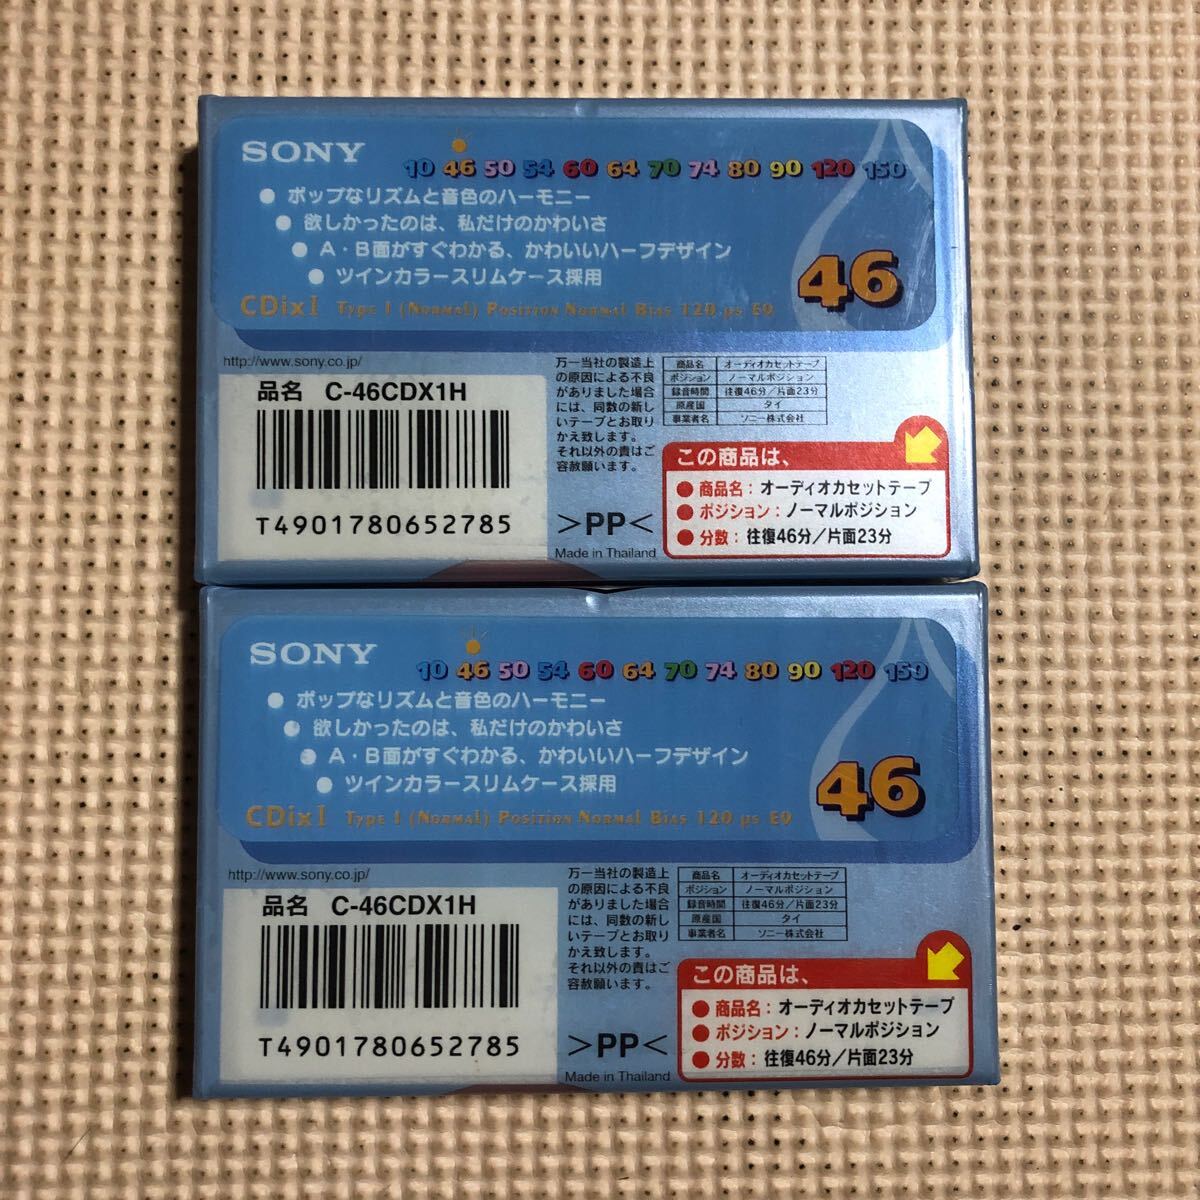 SONY
10 46 50 54 60 64 70 74 80 90 120 150
● ポップなリズムと音色のハーモニー
● 欲しかったのは、私だけのかわいさ
● A・B面がすぐわかる、かわいいハーフデザイン
● ツインカラースリムケース採用
46
CDixI Type I (Normal) Position Normal Bias 120 μs EQ
http://www.sony.co.jp/
品名 C-46CDX1H
T4901780652785
万一当社の製造上
の原因による不良
がありました場合
には、同数の新し
いテープとお取り
かえ致します。
それ以外の責はご
容赦願います。
>PP<
Made in Thailand
商品名 オーディオカセットテープ
ポジション ノーマルポジション
録音時間 往復46分/片面23分
原産国 タイ
事業者名 ソニー株式会社
この商品は、
● 商品名：オーディオカセットテープ
● ポジション：ノーマルポジション
● 分数：往復46分/片面23分
SONY
10 46 50 54 60 64 70 74 80 90 120 150
● ポップなリズムと音色のハーモニー
● 欲しかったのは、私だけのかわいさ
● A・B面がすぐわかる、かわいいハーフデザイン
● ツインカラースリムケース採用
46
CDixI Type I (Normal) Position Normal Bias 120 μs EQ
http://www.sony.co.jp/
品名 C-46CDX1H
T4901780652785
万一当社の製造上
の原因による不良
がありました場合
には、同数の新し
いテープとお取り
かえ致します。
それ以外の責はご
容赦願います。
>PP<
Made in Thailand
商品名 オーディオカセットテープ
ポジション ノーマルポジション
録音時間 往復46分/片面23分
原産国 タイ
事業者名 ソニー株式会社
この商品は、
● 商品名：オーディオカセットテープ
● ポジション：ノーマルポジション
● 分数：往復46分/片面23分